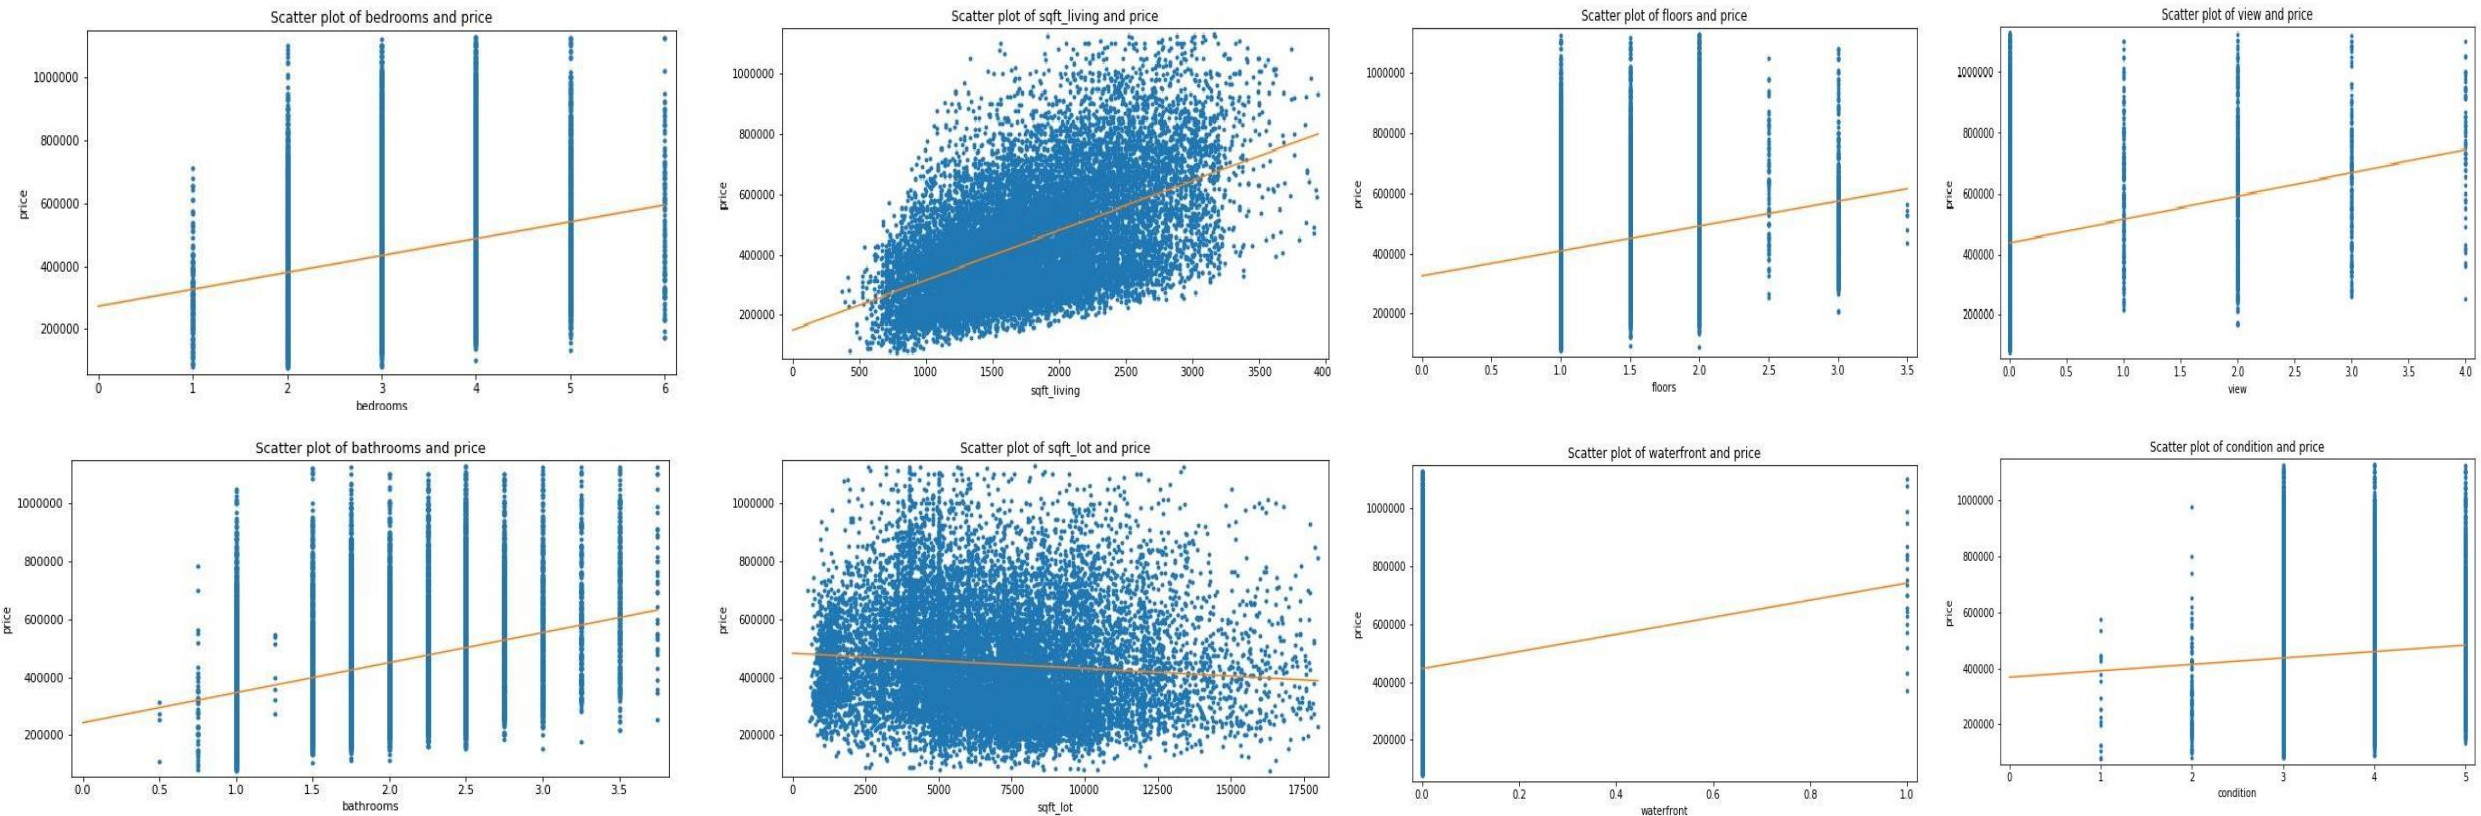 Scatter plot of bedrooms and price
1000000
800000
600000
400000
200000
price
0 1 2 3 4 5 6
bedrooms
Scatter plot of sqft_living and price
1000000
800000
600000
400000
200000
price
0 500 1000 1500 2000 2500 3000 3500 400
sqft_living
Scatter plot of floors and price
1000000
800000
600000
400000
200000
price
0.0 0.5 1.0 1.5 2.0 2.5 3.0 3.5
floors
Scatter plot of view and price
1000000
800000
600000
400000
200000
price
0.0 0.5 1.0 1.5 2.0 2.5 3.0 3.5 4.0
view
Scatter plot of bathrooms and price
1000000
800000
600000
400000
200000
price
0.0 0.5 1.0 1.5 2.0 2.5 3.0 3.5
bathrooms
Scatter plot of sqft_lot and price
1000000
800000
600000
400000
200000
price
0 2500 5000 7500 10000 12500 15000 17500
sqft_lot
Scatter plot of waterfront and price
1000000
800000
600000
400000
200000
price
0.0 0.2 0.4 0.6 0.8 1.0
waterfront
Scatter plot of condition and price
1000000
800000
600000
400000
200000
price
0 1 2 3 4 5
condition